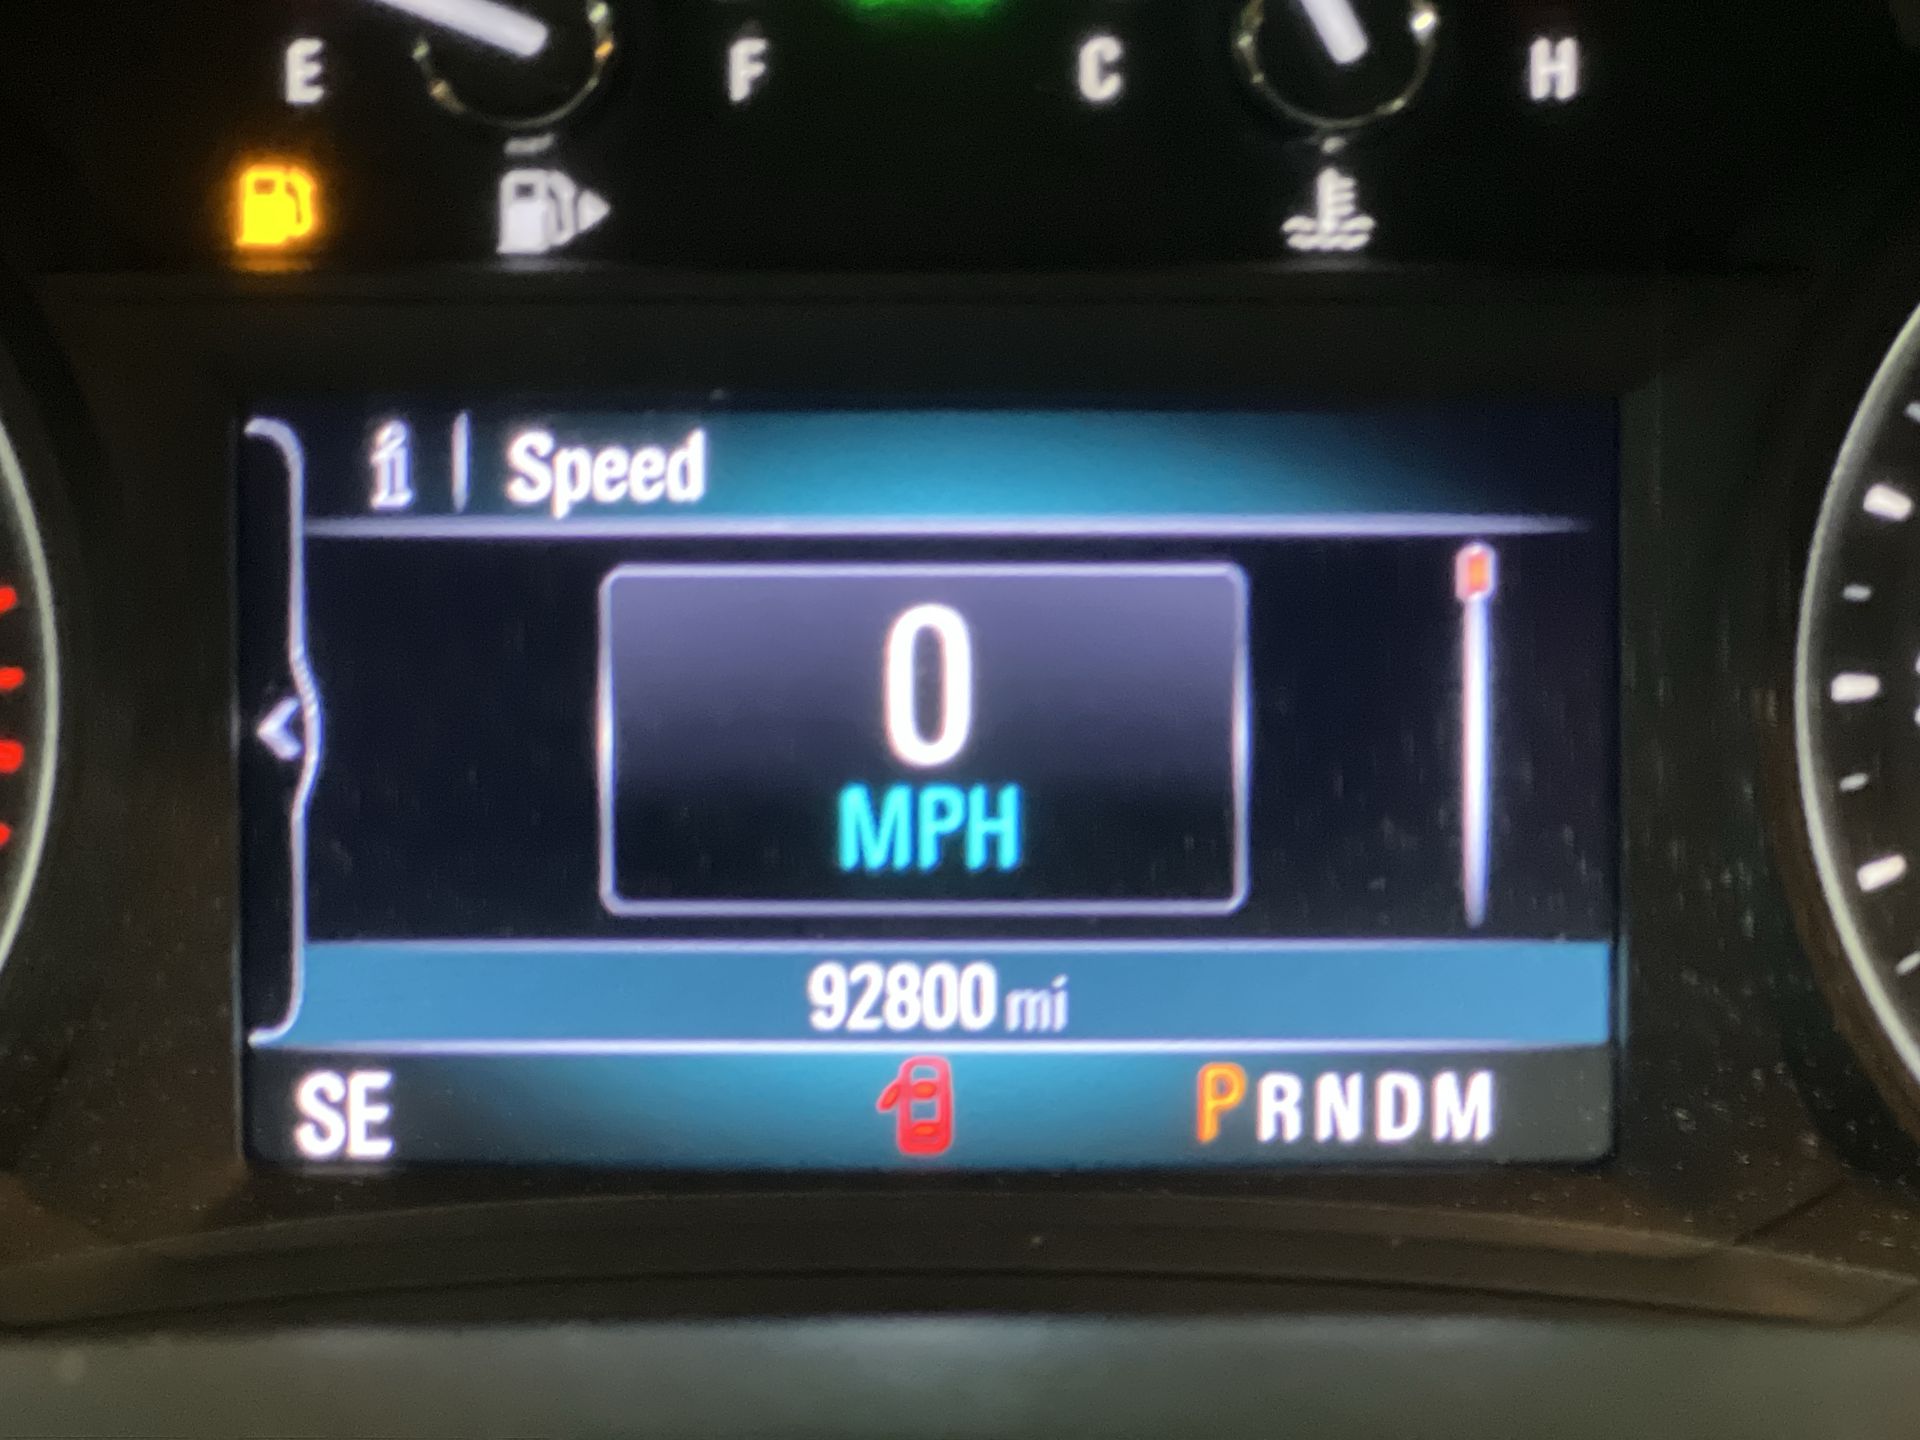 E F C H
i | Speed
0
MPH
92800 mi
SE PRNDM